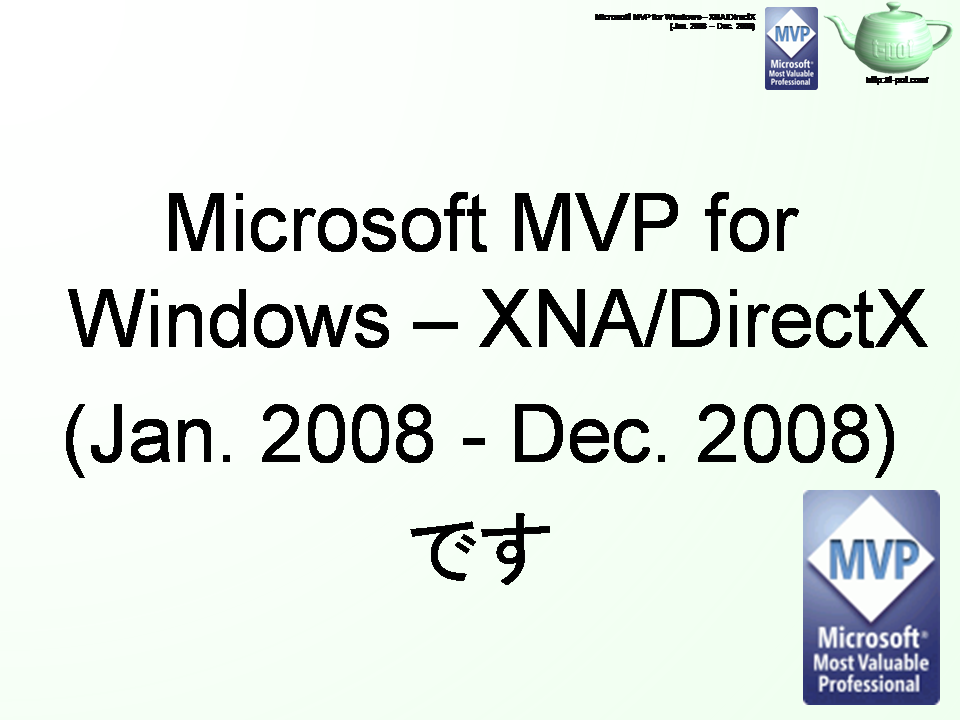 Microsoft MVP for Windows – XNA/DirectX
(Jan. 2008 – Dec. 2008)
MVP
Microsoft®
Most Valuable
Professional
t-pot
http://t-pot.com/
Microsoft MVP for
Windows – XNA/DirectX
(Jan. 2008 - Dec. 2008)
です
MVP
Microsoft®
Most Valuable
Professional